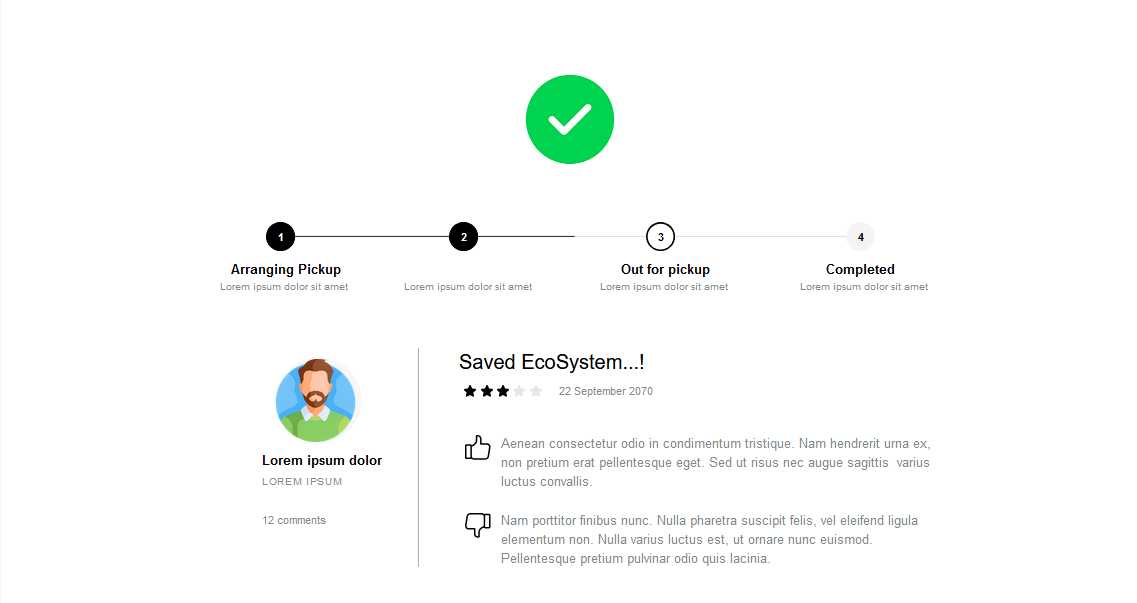 1 2 3 4
Arranging Pickup Out for pickup Completed
Lorem ipsum dolor sit amet Lorem ipsum dolor sit amet Lorem ipsum dolor sit amet Lorem ipsum dolor sit amet
Lorem ipsum dolor
LOREM IPSUM
12 comments
Saved EcoSystem...!
22 September 2070
Aenean consectetur odio in condimentum tristique. Nam hendrerit urna ex,
non pretium erat pellentesque eget. Sed ut risus nec augue sagittis varius
luctus convallis.
Nam porttitor finibus nunc. Nulla pharetra suscipit felis, vel eleifend ligula
elementum non. Nulla varius luctus est, ut ornare nunc euismod.
Pellentesque pretium pulvinar odio quis lacinia.